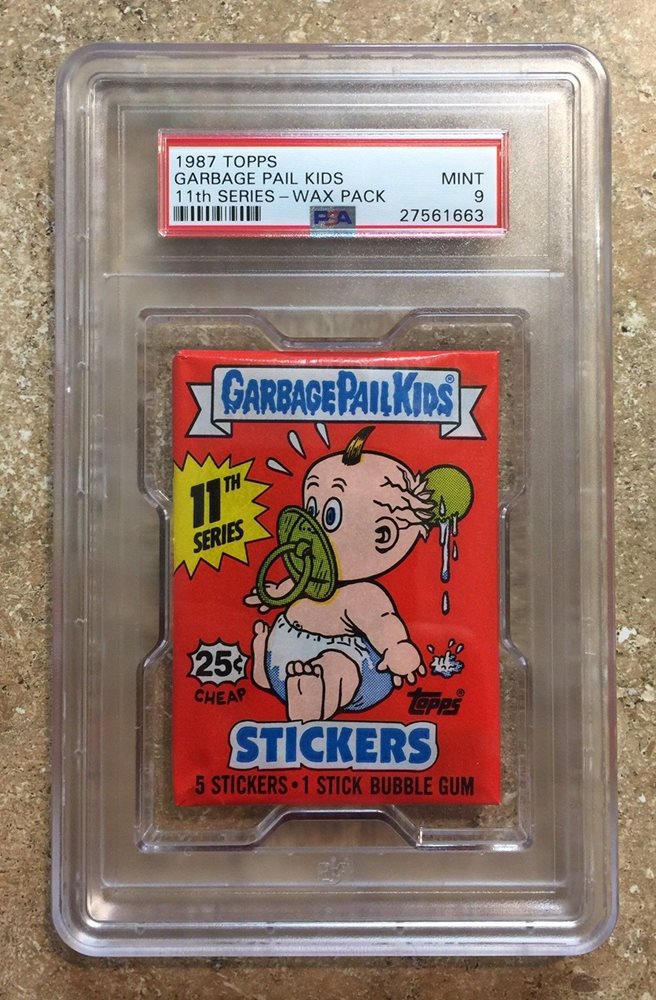 1987 TOPPS
GARBAGE PAIL KIDS MINT
11th SERIES - WAX PACK 9
PSA 27561663
GARBAGE PAIL KIDS®
11TH
SERIES
25¢
CHEAP
topps®
STICKERS
5 STICKERS • 1 STICK BUBBLE GUM